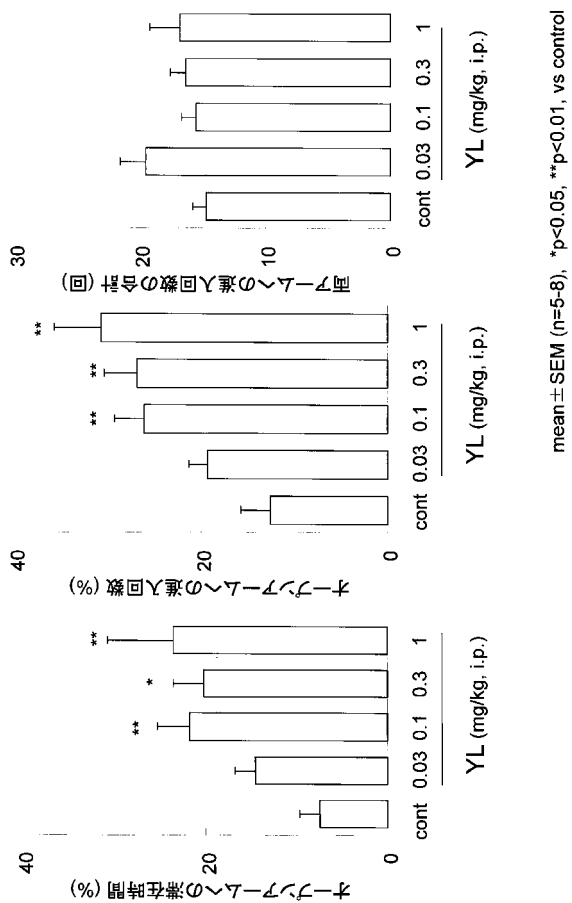 オープンアームへの滞在時間 (%)
40
20
0
** * **
cont 0.03 0.1 0.3 1
YL (mg/kg, i.p.)
オープンアームへの進入回数 (%)
40
20
0
** ** **
cont 0.03 0.1 0.3 1
YL (mg/kg, i.p.)
両アームへの進入回数の合計 (回)
30
20
10
0
cont 0.03 0.1 0.3 1
YL (mg/kg, i.p.)
mean±SEM (n=5-8), *p<0.05, **p<0.01, vs control